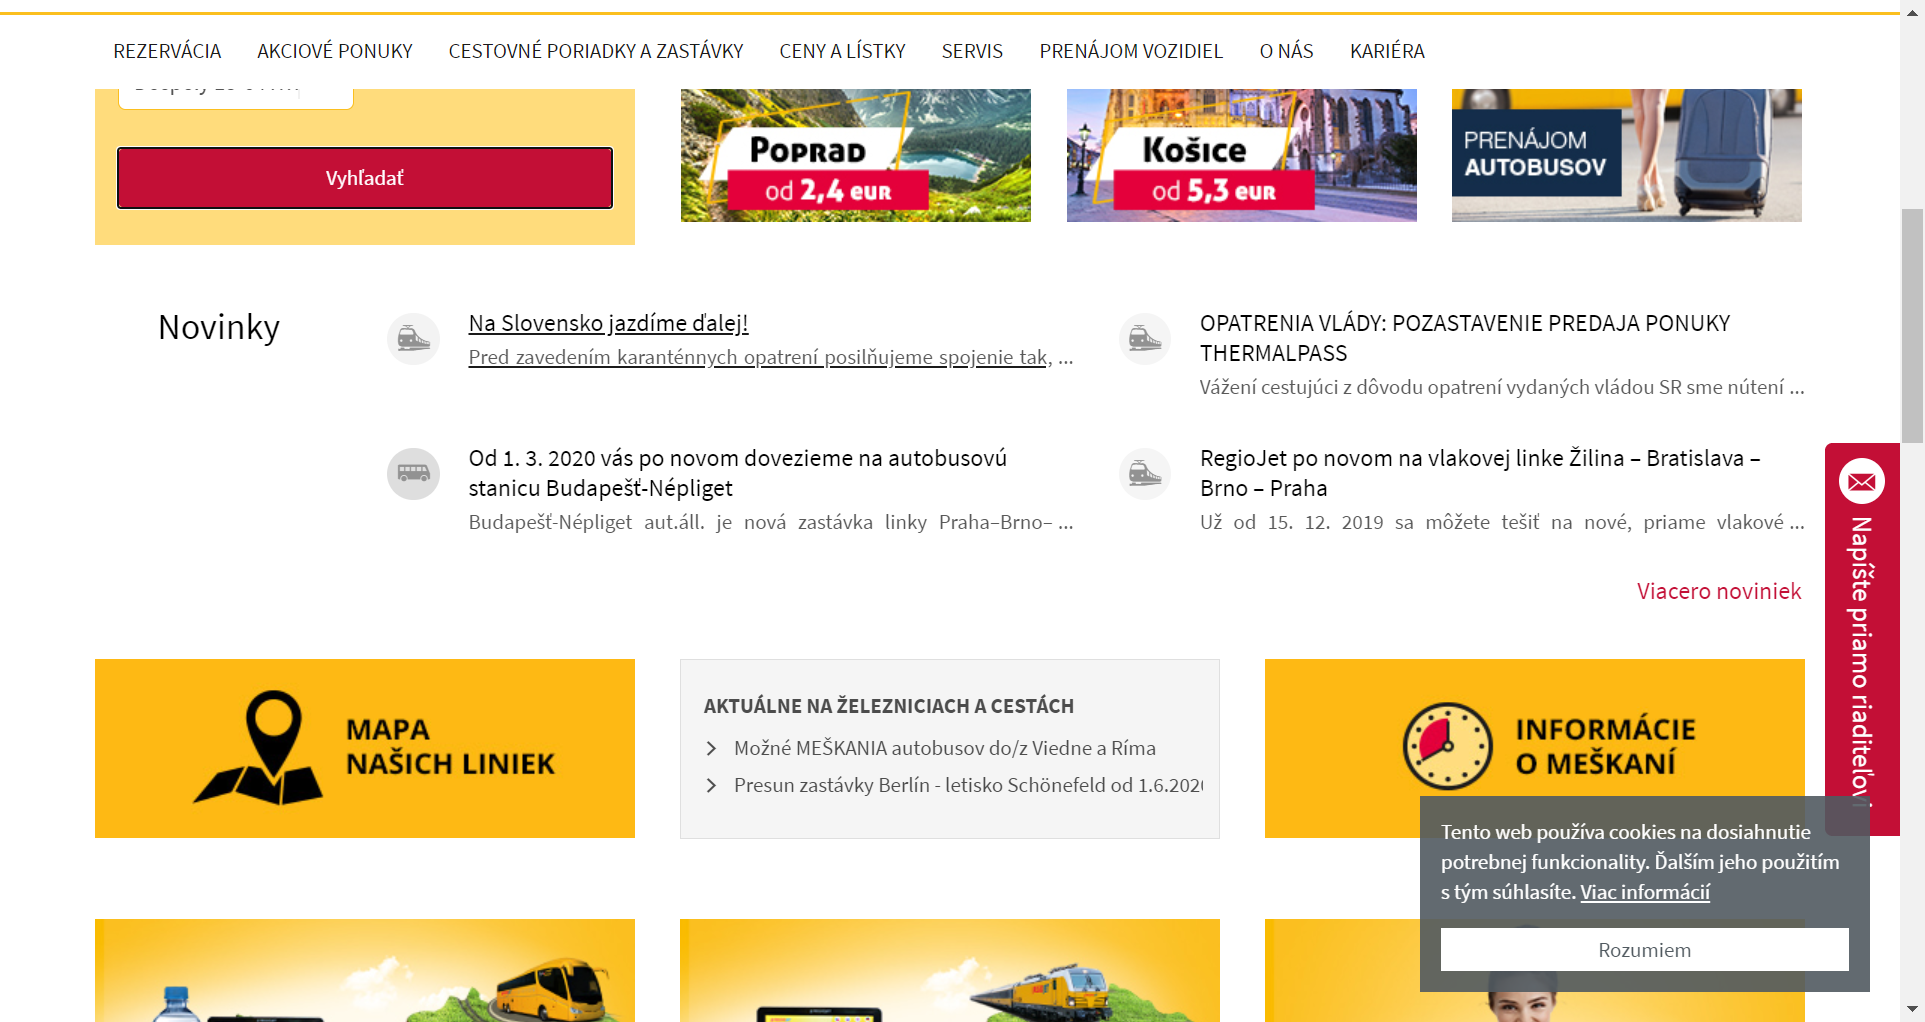 REZERVÁCIA AKCIOVÉ PONUKY CESTOVNÉ PORIADKY A ZASTÁVKY CENY A LÍSTKY SERVIS PRENÁJOM VOZIDIEL O NÁS KARIÉRA
Vyhľadať
POPRAD
od 2,4 EUR
Košice
od 5,3 EUR
PRENÁJOM
AUTOBUSOV
Novinky
Na Slovensko jazdíme ďalej!
Pred zavedením karanténnych opatrení posilňujeme spojenie tak, ...
OPATRENIA VLÁDY: POZASTAVENIE PREDAJA PONUKY
THERMALPASS
Vážení cestujúci z dôvodu opatrení vydaných vládou SR sme nútení ...
Od 1. 3. 2020 vás po novom dovezieme na autobusovú
stanicu Budapešť-Népliget
Budapešť-Népliget aut.áll. je nová zastávka linky Praha–Brno– ...
RegioJet po novom na vlakovej linke Žilina – Bratislava –
Brno – Praha
Už od 15. 12. 2019 sa môžete tešiť na nové, priame vlakové ...
Viacero noviniek
Napíšte priamo riaditeľovi
MAPA
NAŠICH LINIEK
AKTUÁLNE NA ŽELEZNICIACH A CESTÁCH
Možné MEŠKANIA autobusov do/z Viedne a Ríma
Presun zastávky Berlín - letisko Schönefeld od 1.6.2020
INFORMÁCIE
O MEŠKANÍ
Tento web používa cookies na dosiahnutie
potrebnej funkcionality. Ďalším jeho použitím
s tým súhlasíte. Viac informácií
Rozumiem